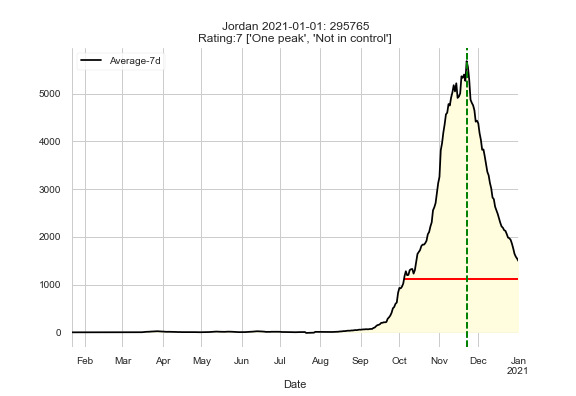 Jordan 2021-01-01: 295765
Rating:7 ['One peak', 'Not in control']
Average-7d
5000
4000
3000
2000
1000
0
Feb Mar Apr May Jun Jul Aug Sep Oct Nov Dec Jan
2021
Date